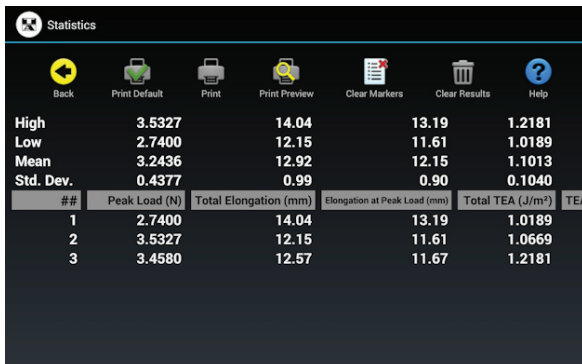 Statistics
Back Print Default Print Print Preview Clear Markers Clear Results Help
High 3.5327 14.04 13.19 1.2181
Low 2.7400 12.15 11.61 1.0189
Mean 3.2436 12.92 12.15 1.1013
Std. Dev. 0.4377 0.99 0.90 0.1040
## Peak Load (N) Total Elongation (mm) Elongation at Peak Load (mm) Total TEA (J/m²) TEA
1 2.7400 14.04 13.19 1.0189
2 3.5327 12.15 11.61 1.0669
3 3.4580 12.57 11.67 1.2181